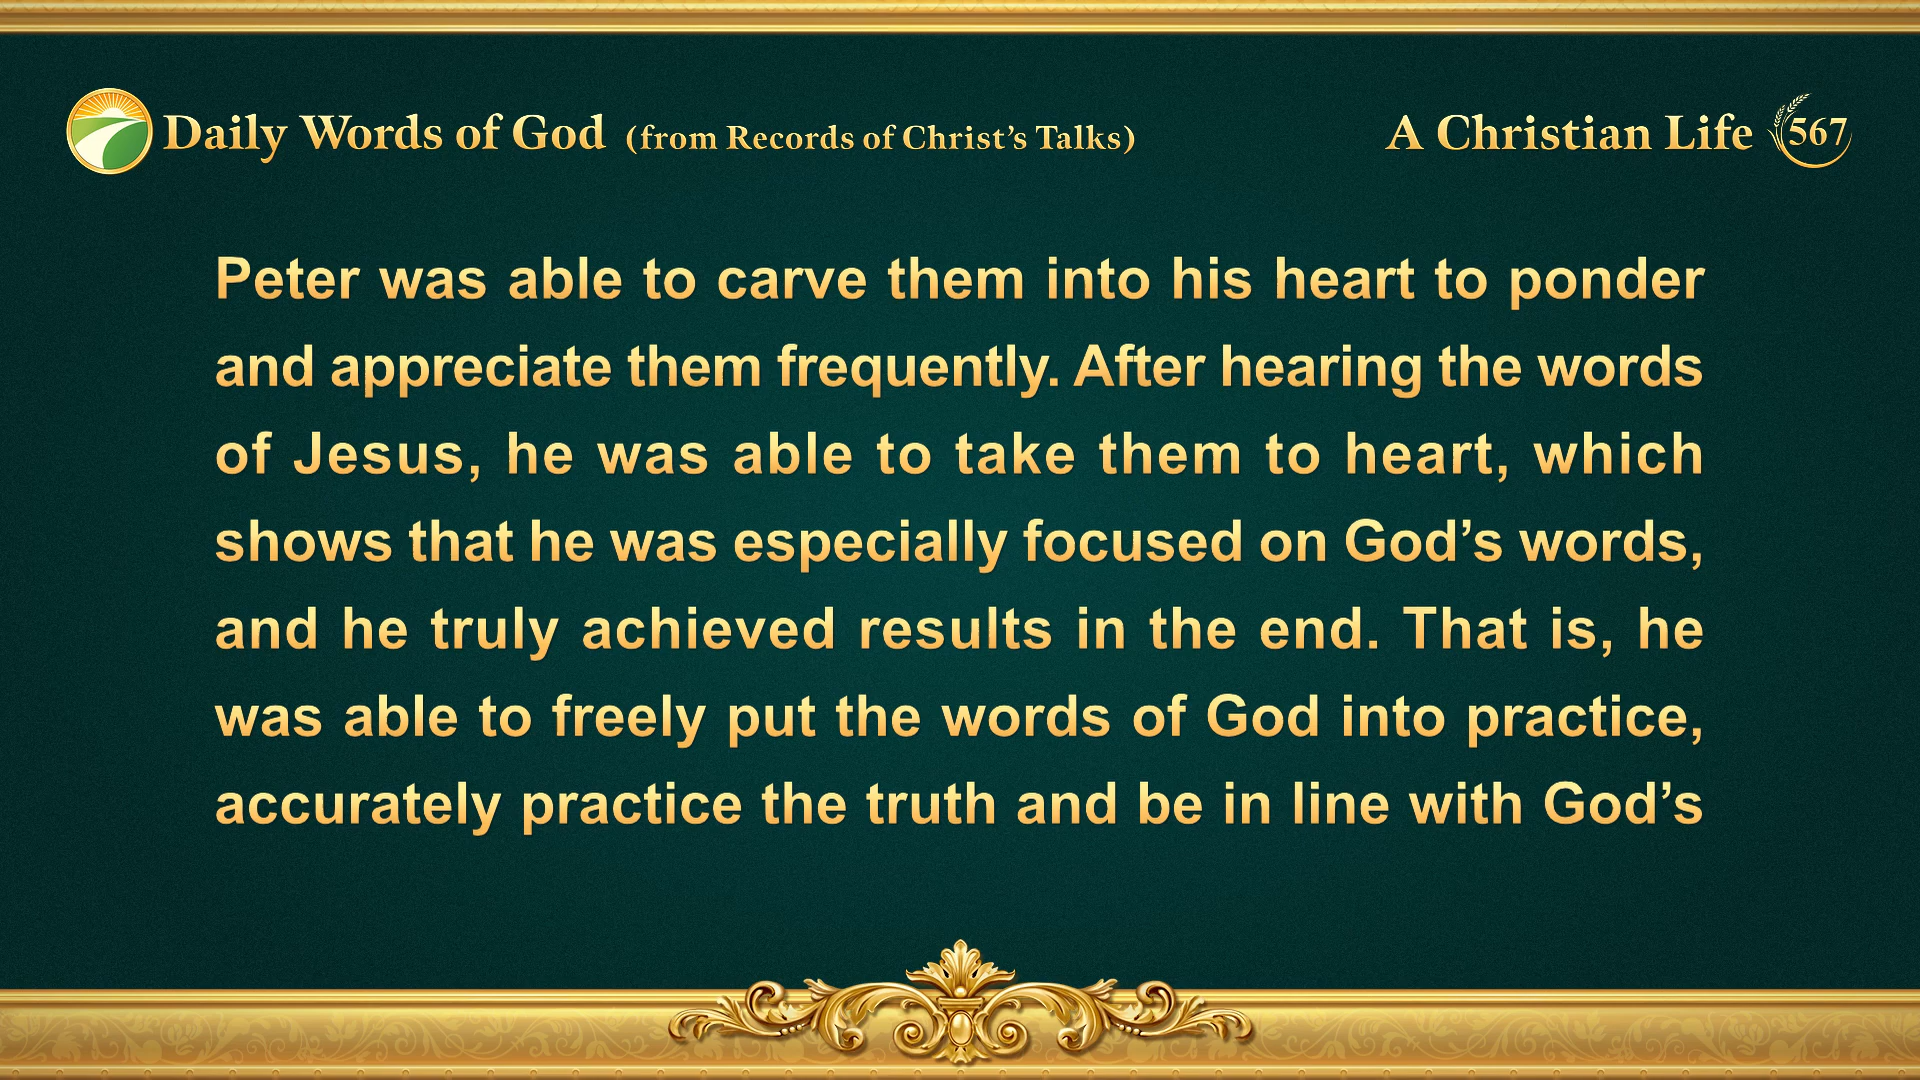 Daily Words of God (from Records of Christ’s Talks)
A Christian Life 567
Peter was able to carve them into his heart to ponder
and appreciate them frequently. After hearing the words
of Jesus, he was able to take them to heart, which
shows that he was especially focused on God’s words,
and he truly achieved results in the end. That is, he
was able to freely put the words of God into practice,
accurately practice the truth and be in line with God’s